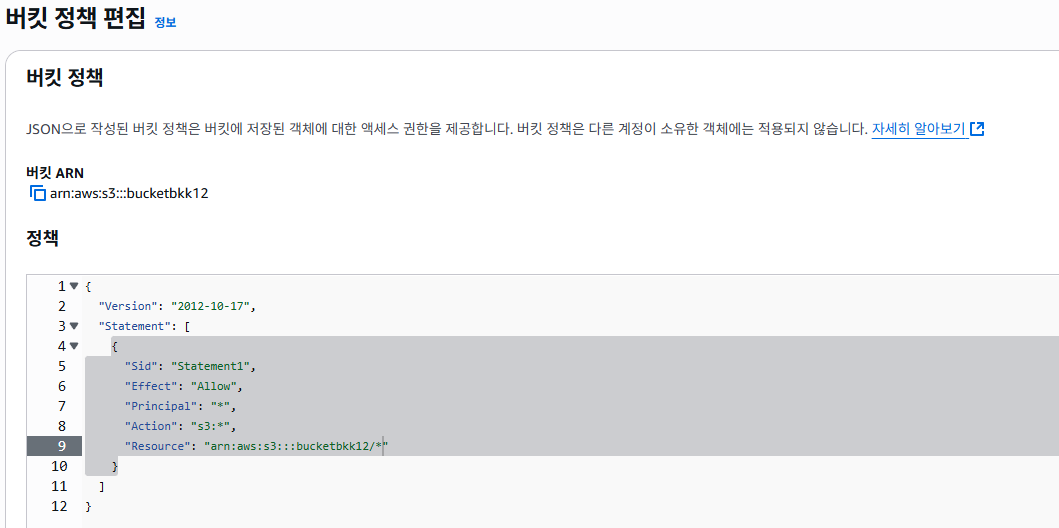 버킷 정책 편집 정보
버킷 정책
JSON으로 작성된 버킷 정책은 버킷에 저장된 객체에 대한 액세스 권한을 제공합니다. 버킷 정책은 다른 계정이 소유한 객체에는 적용되지 않습니다. 자세히 알아보기
버킷 ARN
arn:aws:s3:::bucketbkk12
정책
1 {
2 "Version": "2012-10-17",
3 "Statement": [
4 {
5 "Sid": "Statement1",
6 "Effect": "Allow",
7 "Principal": "*",
8 "Action": "s3:*",
9 "Resource": "arn:aws:s3:::bucketbkk12/*"
10 }
11 ]
12 }